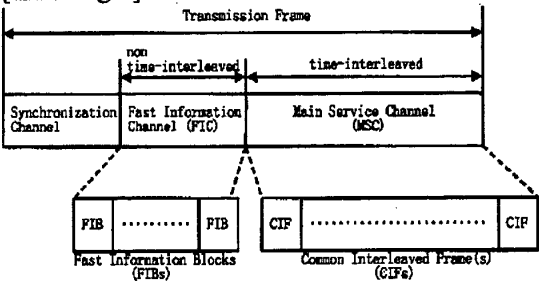 Transmission Frame
non
time-interleaved
time-interleaved
Synchronization
Channel
Fast Information
Channel (FIC)
Main Service Channel
(MSC)
FIB
FIB
CIF
CIF
Fast Information Blocks
(FIBs)
Common Interleaved Frame(s)
(CIFs)